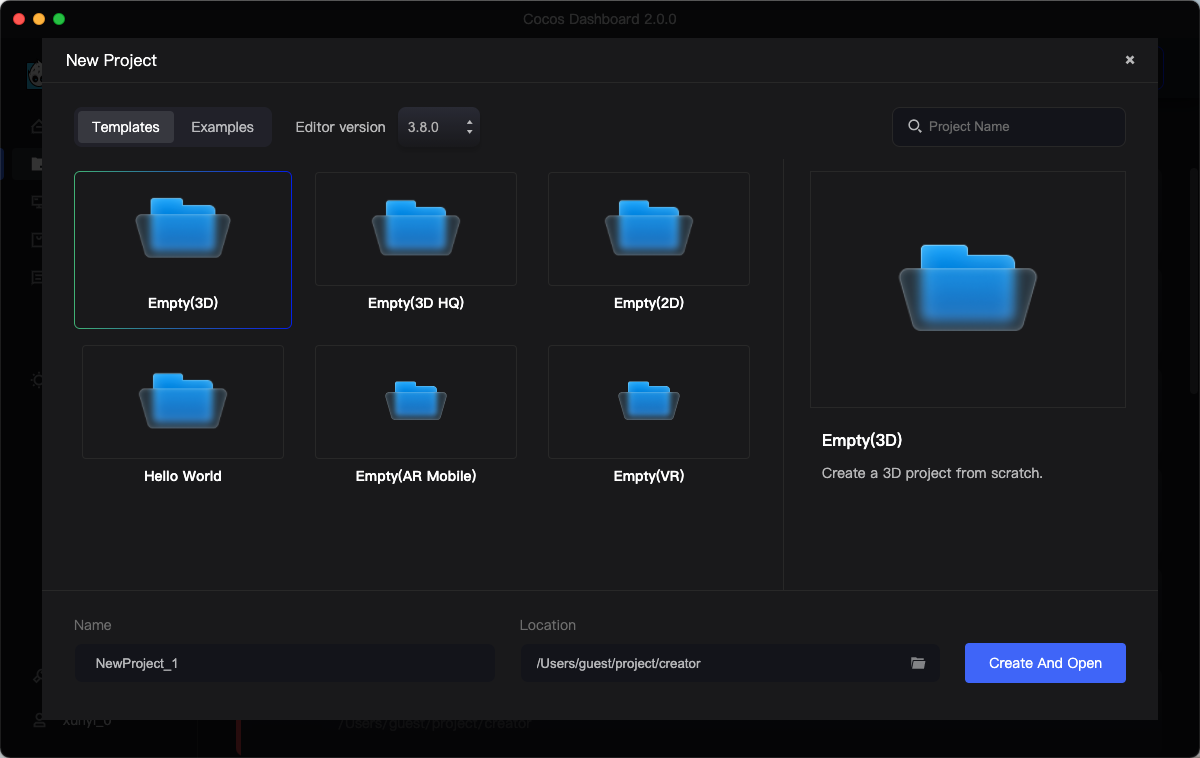 Cocos Dashboard 2.0.0
New Project
Templates
Examples
Editor version
3.8.0
Project Name
Empty(3D)
Empty(3D HQ)
Empty(2D)
Hello World
Empty(AR Mobile)
Empty(VR)
Empty(3D)
Create a 3D project from scratch.
Name
Location
NewProject_1
/Users/guest/project/creator
Create And Open
/Users/guest/project/creator